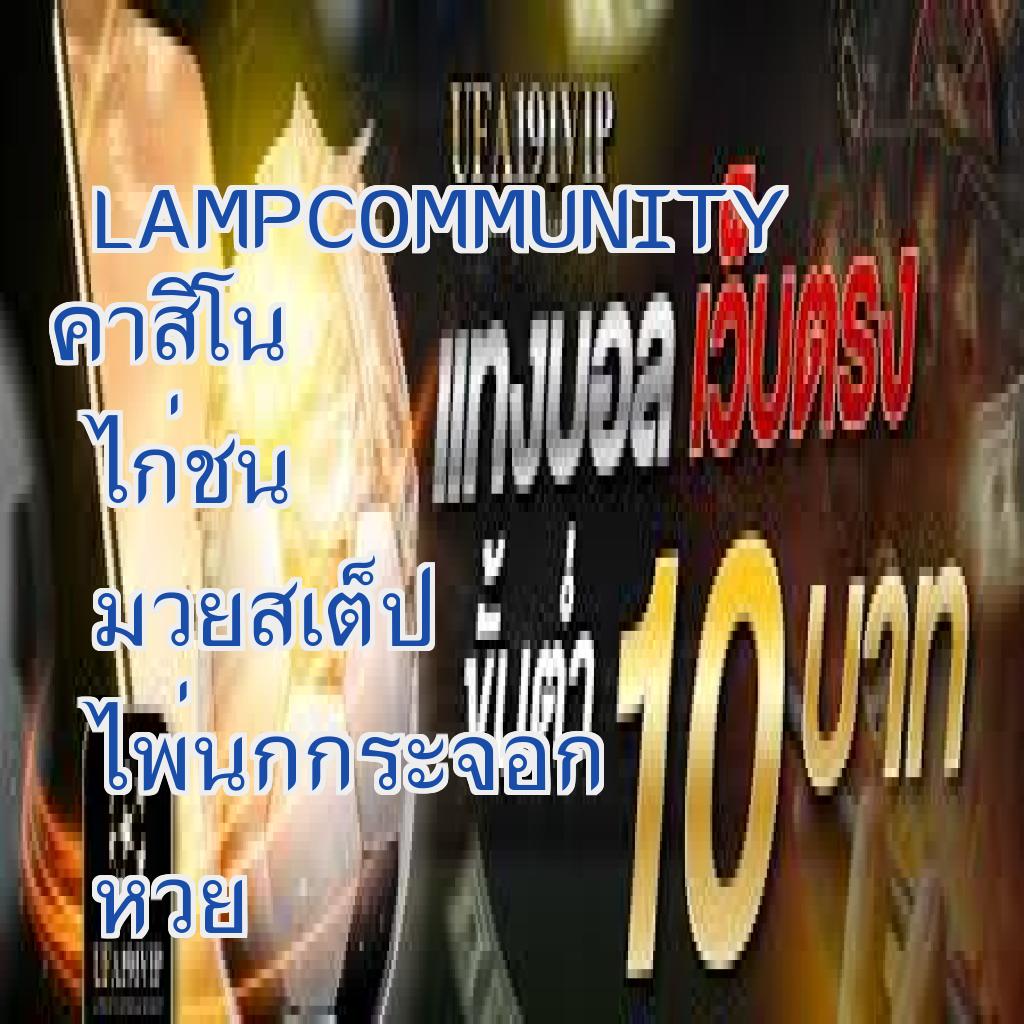 UFA191VIP
LAMPCOMMUNITY
คาสิโน
แทงบอล เว็บตรง
ไก่ชน
มวยสเต็ป
ขั้นต่ำ 10 บาท
ไพ่นกกระจอก
หวย